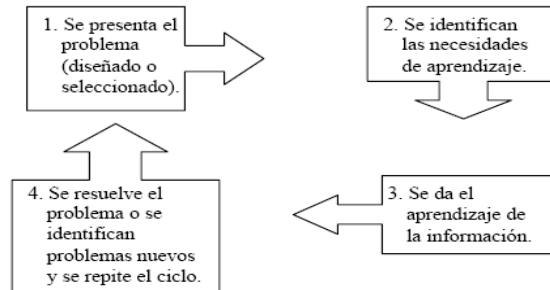 1. Se presenta el
problema
(diseñado o
seleccionado).
2. Se identifican
las necesidades
de aprendizaje.
3. Se da el
aprendizaje de
la información.
4. Se resuelve el
problema o se
identifican
problemas nuevos
y se repite el ciclo.